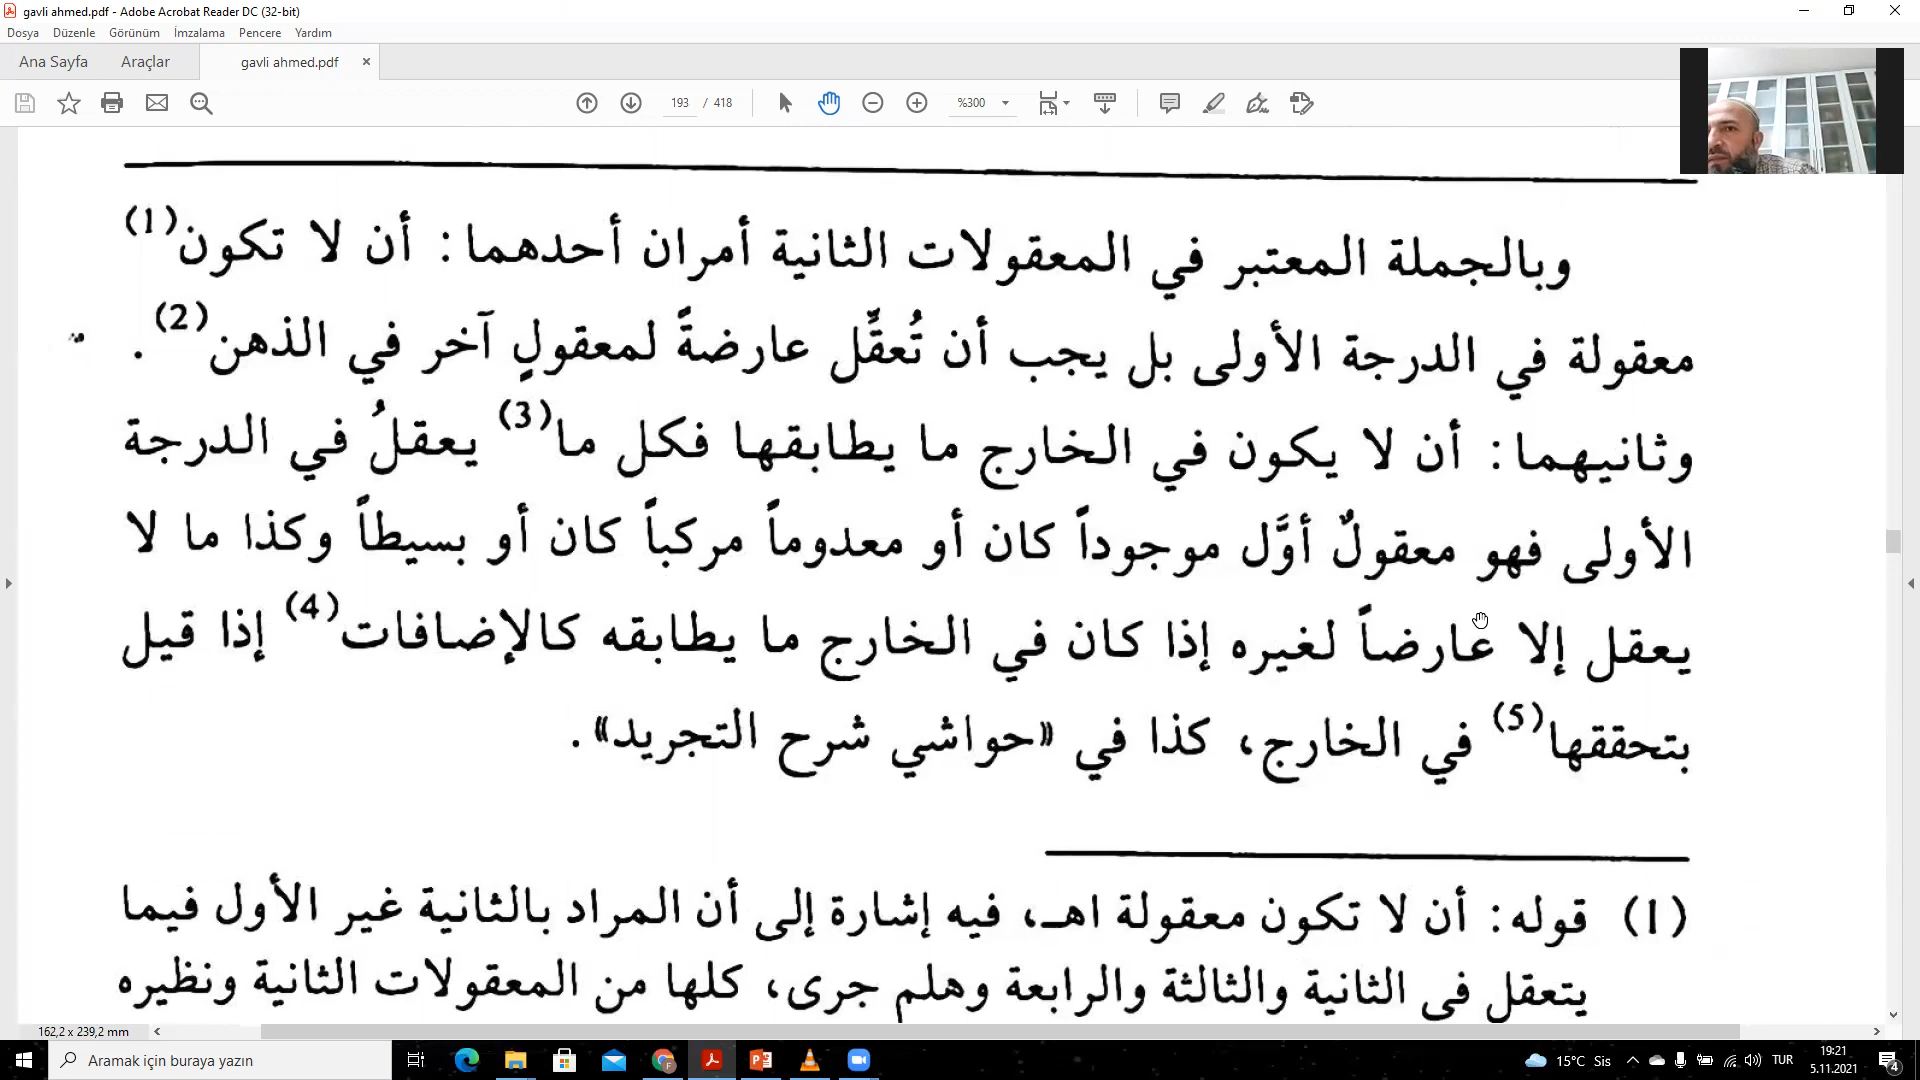 gavli ahmed.pdf - Adobe Acrobat Reader DC (32-bit)
Dosya Düzenle Görünüm İmzalama Pencere Yardım
Ana Sayfa Araçlar gavli ahmed.pdf ×
193 / 418 %300
وبالجملة المعتبر في المعقولات الثانية أمران أحدهما : أن لا تكون(1)
معقولة في الدرجة الأولى بل يجب أن تُعقَّل عارضةً لمعقولٍ آخر في الذهن(2) .
وثانيهما : أن لا يكون في الخارج ما يطابقها فكل ما(3) يعقلُ في الدرجة
الأولى فهو معقولٌ أوَّل موجوداً كان أو معدوماً مركباً كان أو بسيطاً وكذا ما لا
يعقل إلا عارضاً لغيره إذا كان في الخارج ما يطابقه كالإضافات(4) إذا قيل
بتحققها(5) في الخارج، كذا في «حواشي شرح التجريد» .
(1) قوله : أن لا تكون معقولة اهـ، فيه إشارة إلى أن المراد بالثانية غير الأول فيما
يتعقل في الثانية والثالثة والرابعة وهلم جرى، كلها من المعقولات الثانية ونظيره
162,2 x 239,2 mm
Aramak için buraya yazın
15°C Sis
TUR
19:21
5.11.2021
4